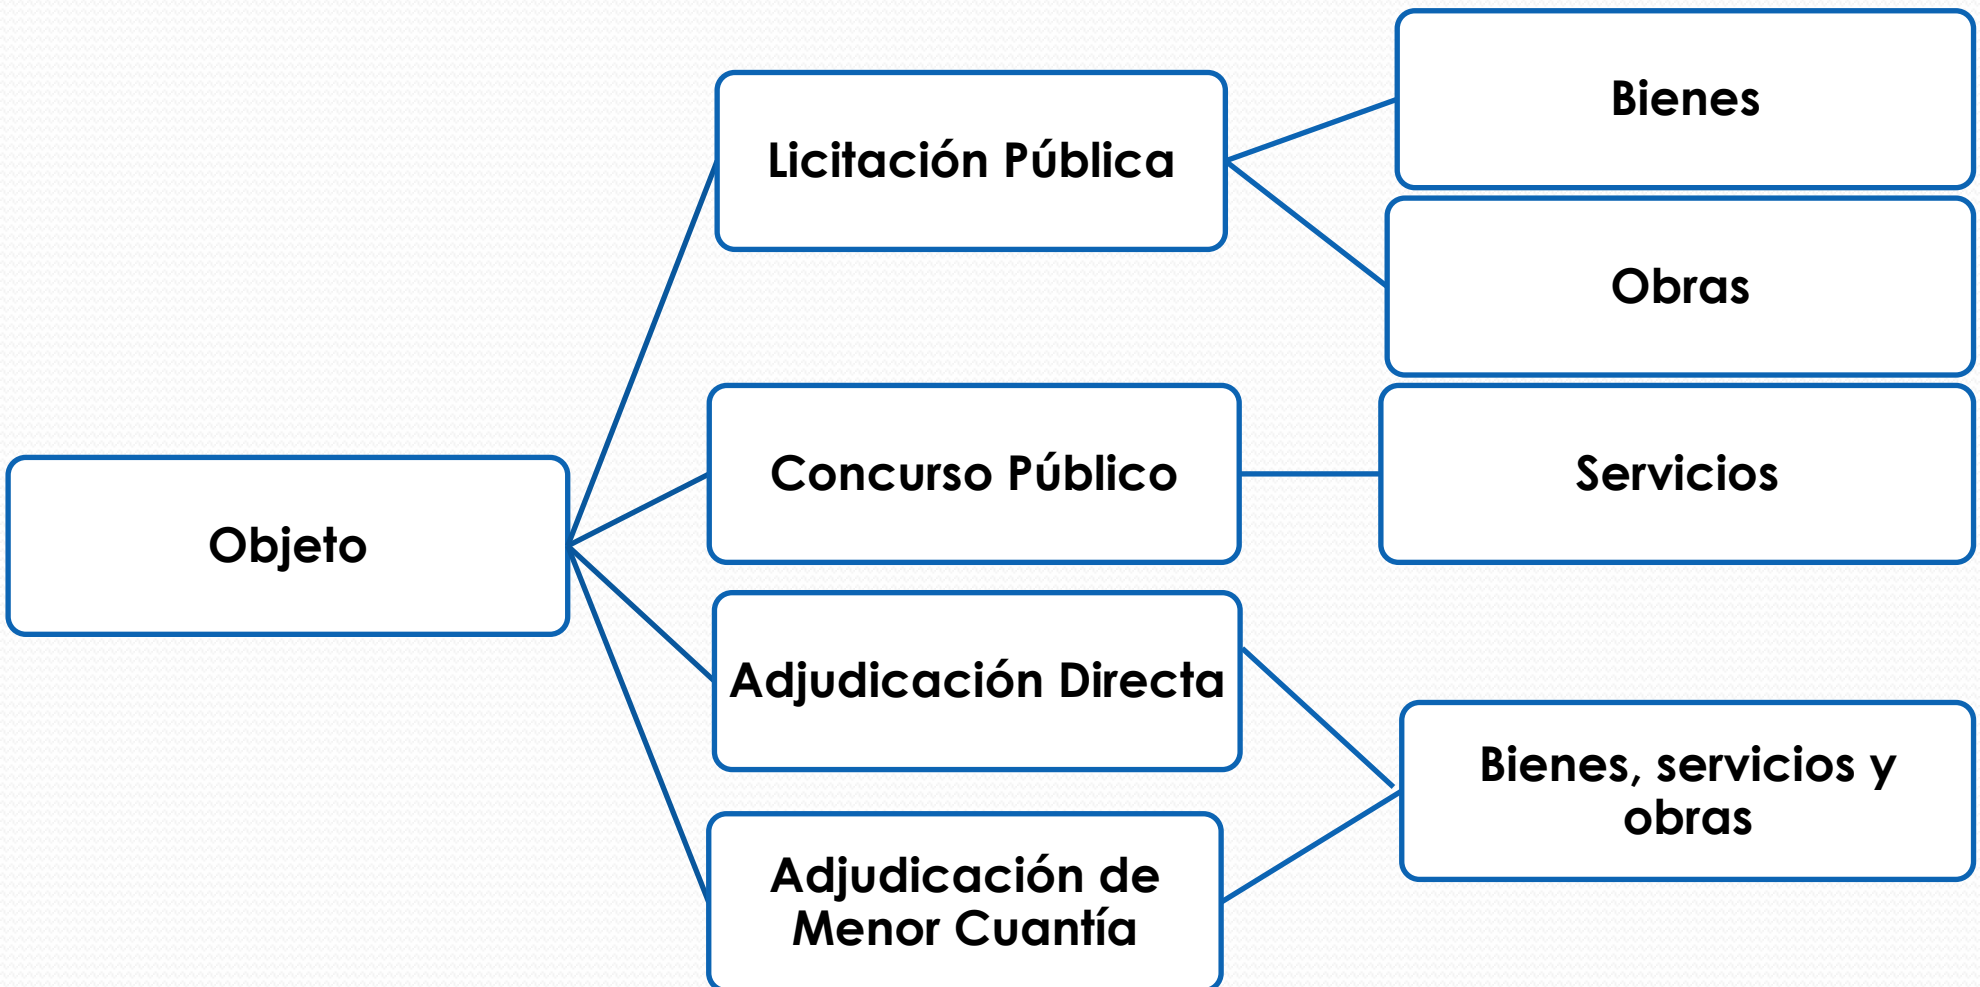 Objeto
Licitación Pública
Bienes
Obras
Concurso Público
Servicios
Adjudicación Directa
Adjudicación de
Menor Cuantía
Bienes, servicios y
obras